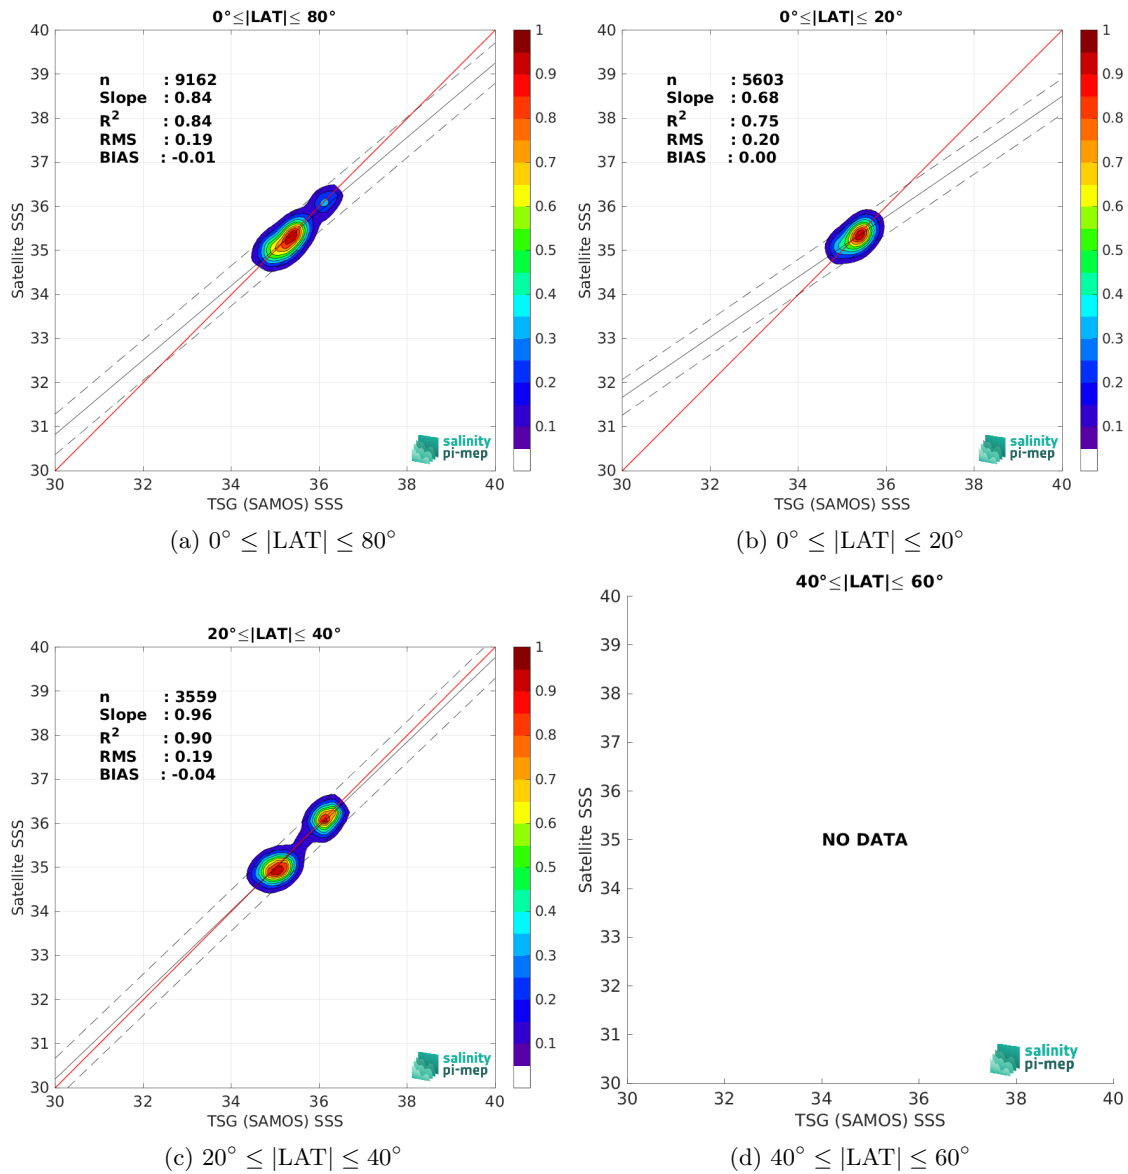 0°≤|LAT|≤ 80°
n : 9162
Slope : 0.84
R² : 0.84
RMS : 0.19
BIAS : -0.01
40
39
38
37
36
35
34
33
32
31
30
30 32 34 36 38 40
Satellite SSS
TSG (SAMOS) SSS
1
0.9
0.8
0.7
0.6
0.5
0.4
0.3
0.2
0.1
salinity
pi-mep
(a) 0° ≤ |LAT| ≤ 80°
0°≤|LAT|≤ 20°
n : 5603
Slope : 0.68
R² : 0.75
RMS : 0.20
BIAS : 0.00
40
39
38
37
36
35
34
33
32
31
30
30 32 34 36 38 40
Satellite SSS
TSG (SAMOS) SSS
1
0.9
0.8
0.7
0.6
0.5
0.4
0.3
0.2
0.1
salinity
pi-mep
(b) 0° ≤ |LAT| ≤ 20°
20°≤|LAT|≤ 40°
n : 3559
Slope : 0.96
R² : 0.90
RMS : 0.19
BIAS : -0.04
40
39
38
37
36
35
34
33
32
31
30
30 32 34 36 38 40
Satellite SSS
TSG (SAMOS) SSS
1
0.9
0.8
0.7
0.6
0.5
0.4
0.3
0.2
0.1
salinity
pi-mep
(c) 20° ≤ |LAT| ≤ 40°
40°≤|LAT|≤ 60°
40
39
38
37
36
35
34
33
32
31
30
30 32 34 36 38 40
Satellite SSS
NO DATA
TSG (SAMOS) SSS
salinity
pi-mep
(d) 40° ≤ |LAT| ≤ 60°